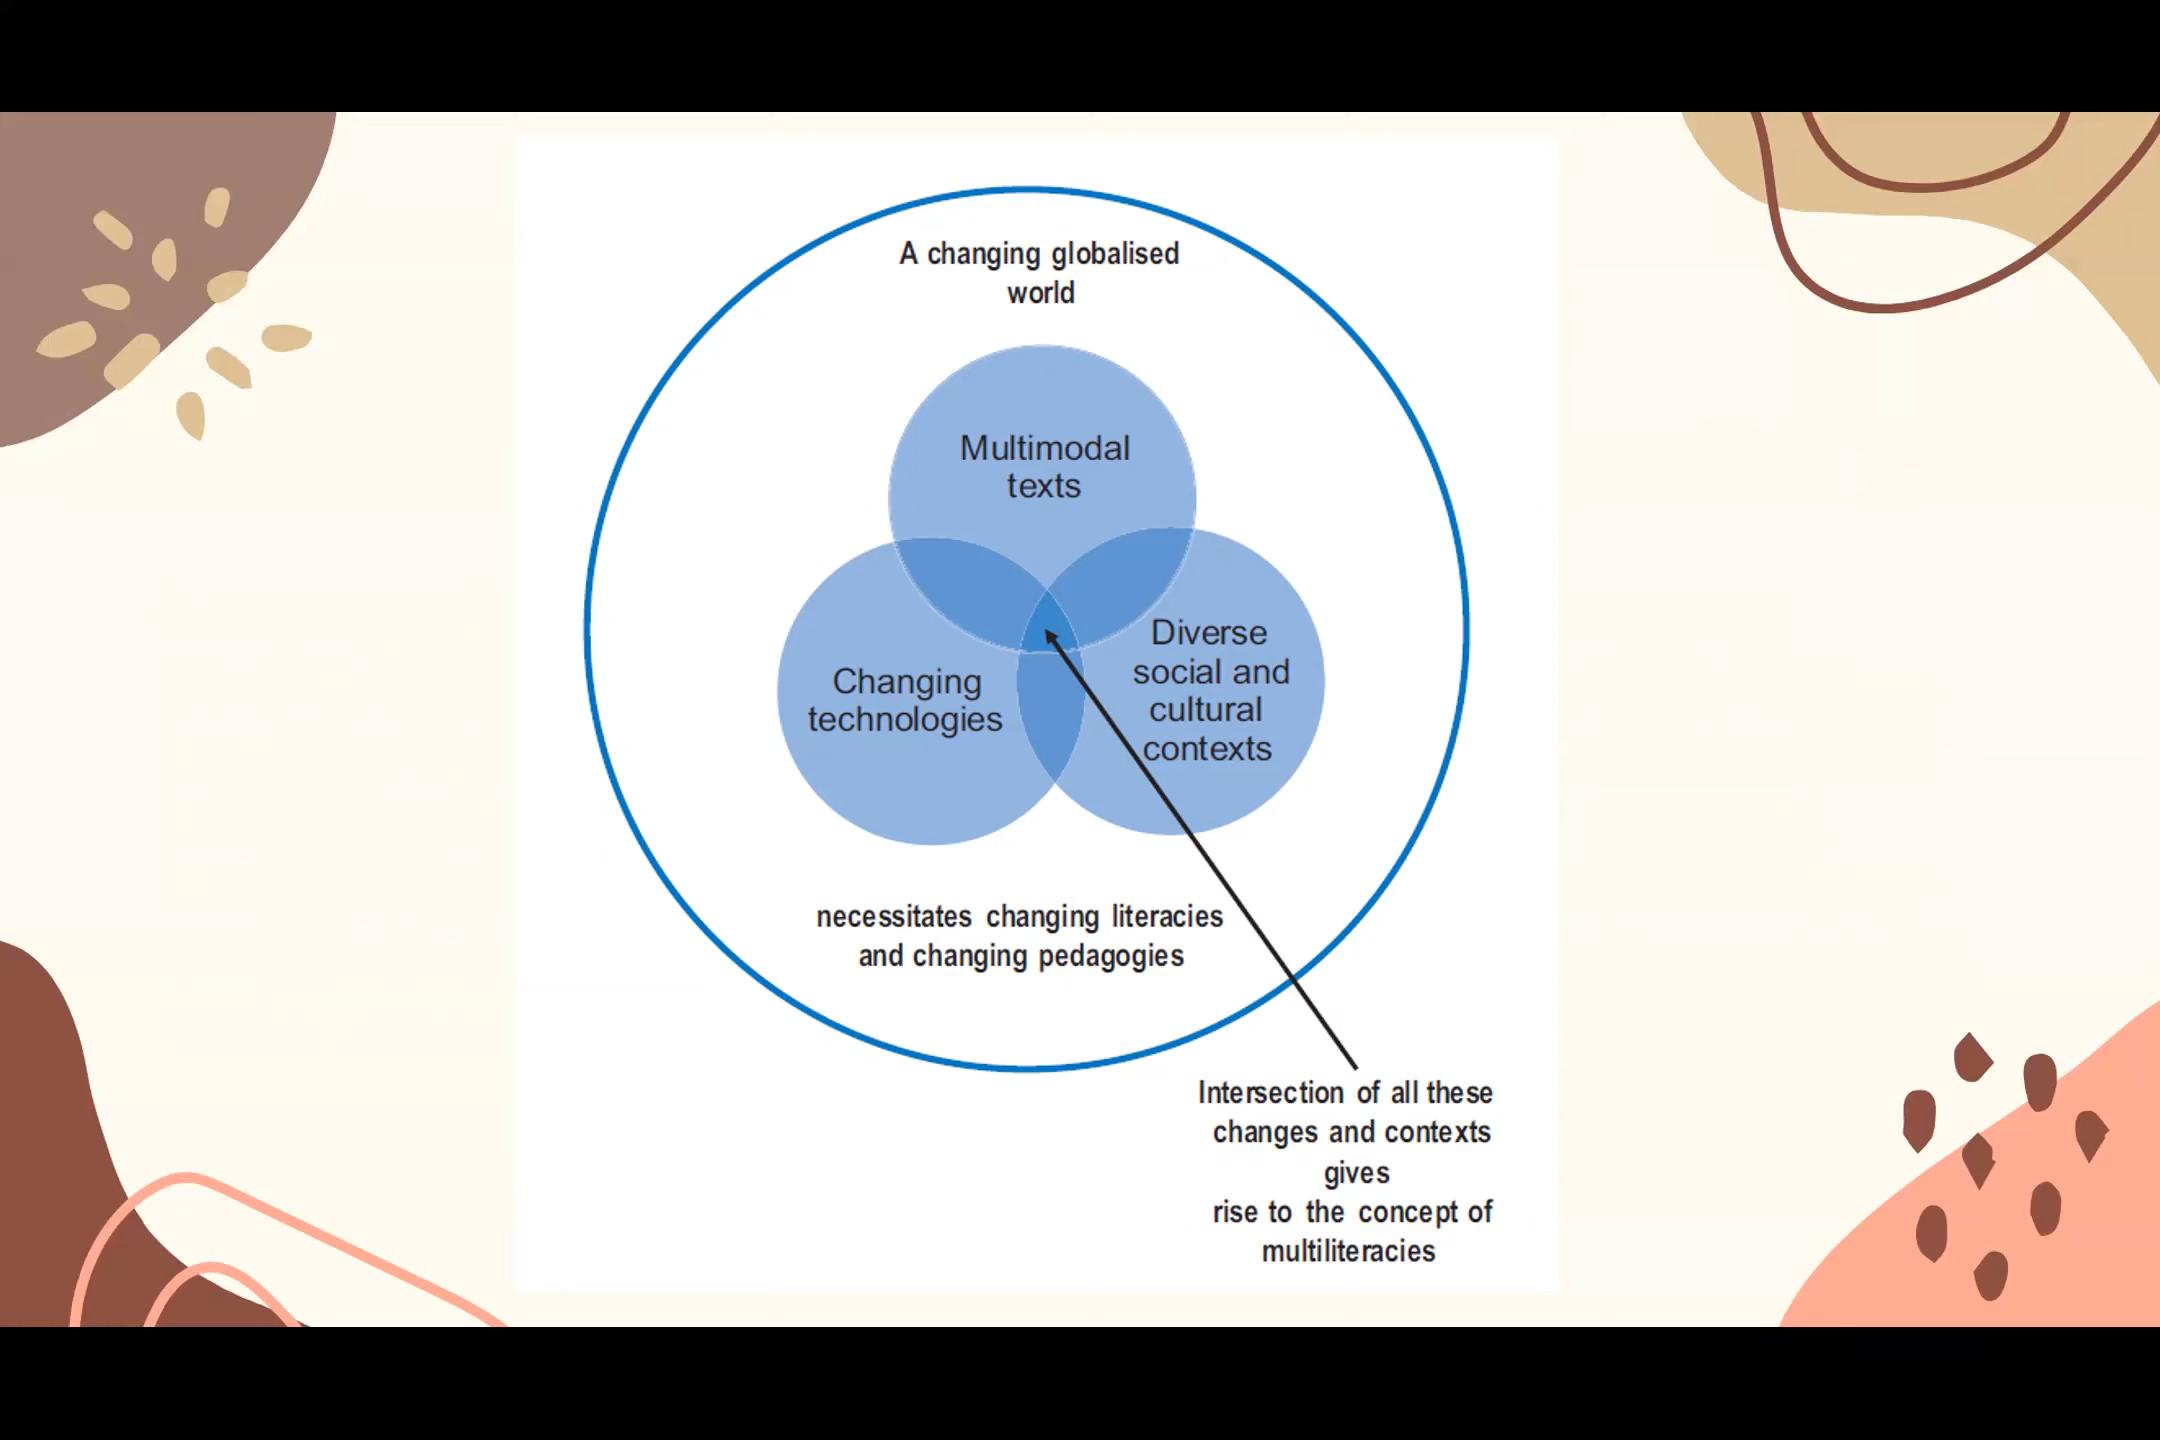 A changing globalised
world
Multimodal
texts
Changing
technologies
Diverse
social and
cultural
contexts
necessitates changing literacies
and changing pedagogies
Intersection of all these
changes and contexts
gives
rise to the concept of
multiliteracies